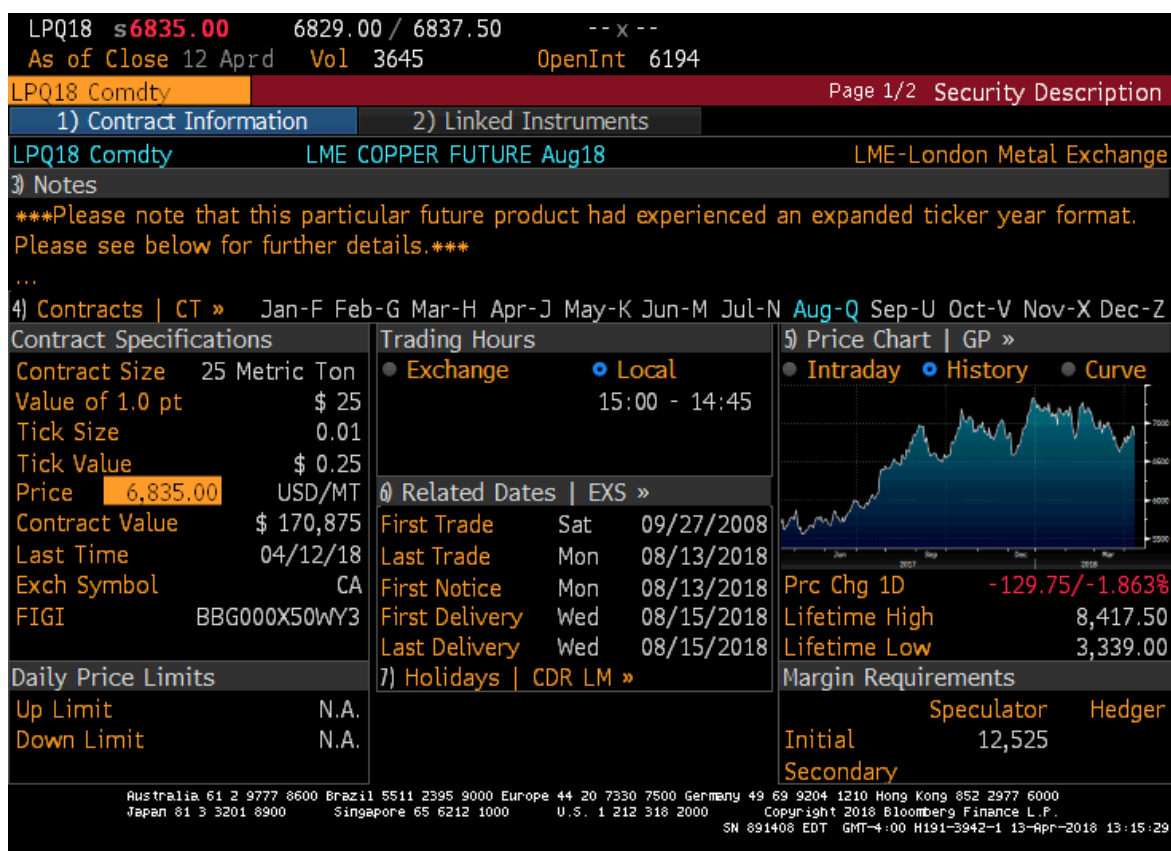 LPQ18 s6835.00 6829.00 / 6837.50 -- x --
As of Close 12 Aprd Vol 3645 OpenInt 6194
LPQ18 Comdty Page 1/2 Security Description
1) Contract Information 2) Linked Instruments
LPQ18 Comdty LME COPPER FUTURE Aug18 LME-London Metal Exchange
3) Notes
***Please note that this particular future product had experienced an expanded ticker year format.
Please see below for further details.***
...
4) Contracts | CT » Jan-F Feb-G Mar-H Apr-J May-K Jun-M Jul-N Aug-Q Sep-U Oct-V Nov-X Dec-Z
Contract Specifications
Contract Size 25 Metric Ton
Value of 1.0 pt $ 25
Tick Size 0.01
Tick Value $ 0.25
Price 6,835.00 USD/MT
Contract Value $ 170,875
Last Time 04/12/18
Exch Symbol CA
FIGI BBG000X50WY3
Daily Price Limits
Up Limit N.A.
Down Limit N.A.
Trading Hours
Exchange Local
15:00 - 14:45
6) Related Dates | EXS »
First Trade Sat 09/27/2008
Last Trade Mon 08/13/2018
First Notice Mon 08/13/2018
First Delivery Wed 08/15/2018
Last Delivery Wed 08/15/2018
7) Holidays | CDR LM »
5) Price Chart | GP »
Intraday History Curve
7000
6500
6000
5500
Jun Sep Dec Mar
2017 2018
Prc Chg 1D -129.75/-1.863%
Lifetime High 8,417.50
Lifetime Low 3,339.00
Margin Requirements
Speculator Hedger
Initial 12,525
Secondary
Australia 61 2 9777 8600 Brazil 5511 2395 9000 Europe 44 20 7330 7500 Germany 49 69 9204 1210 Hong Kong 852 2977 6000
Japan 81 3 3201 8900 Singapore 65 6212 1000 U.S. 1 212 318 2000 Copyright 2018 Bloomberg Finance L.P.
SN 891408 EDT GMT-4:00 H191-3942-1 13-Apr-2018 13:15:29